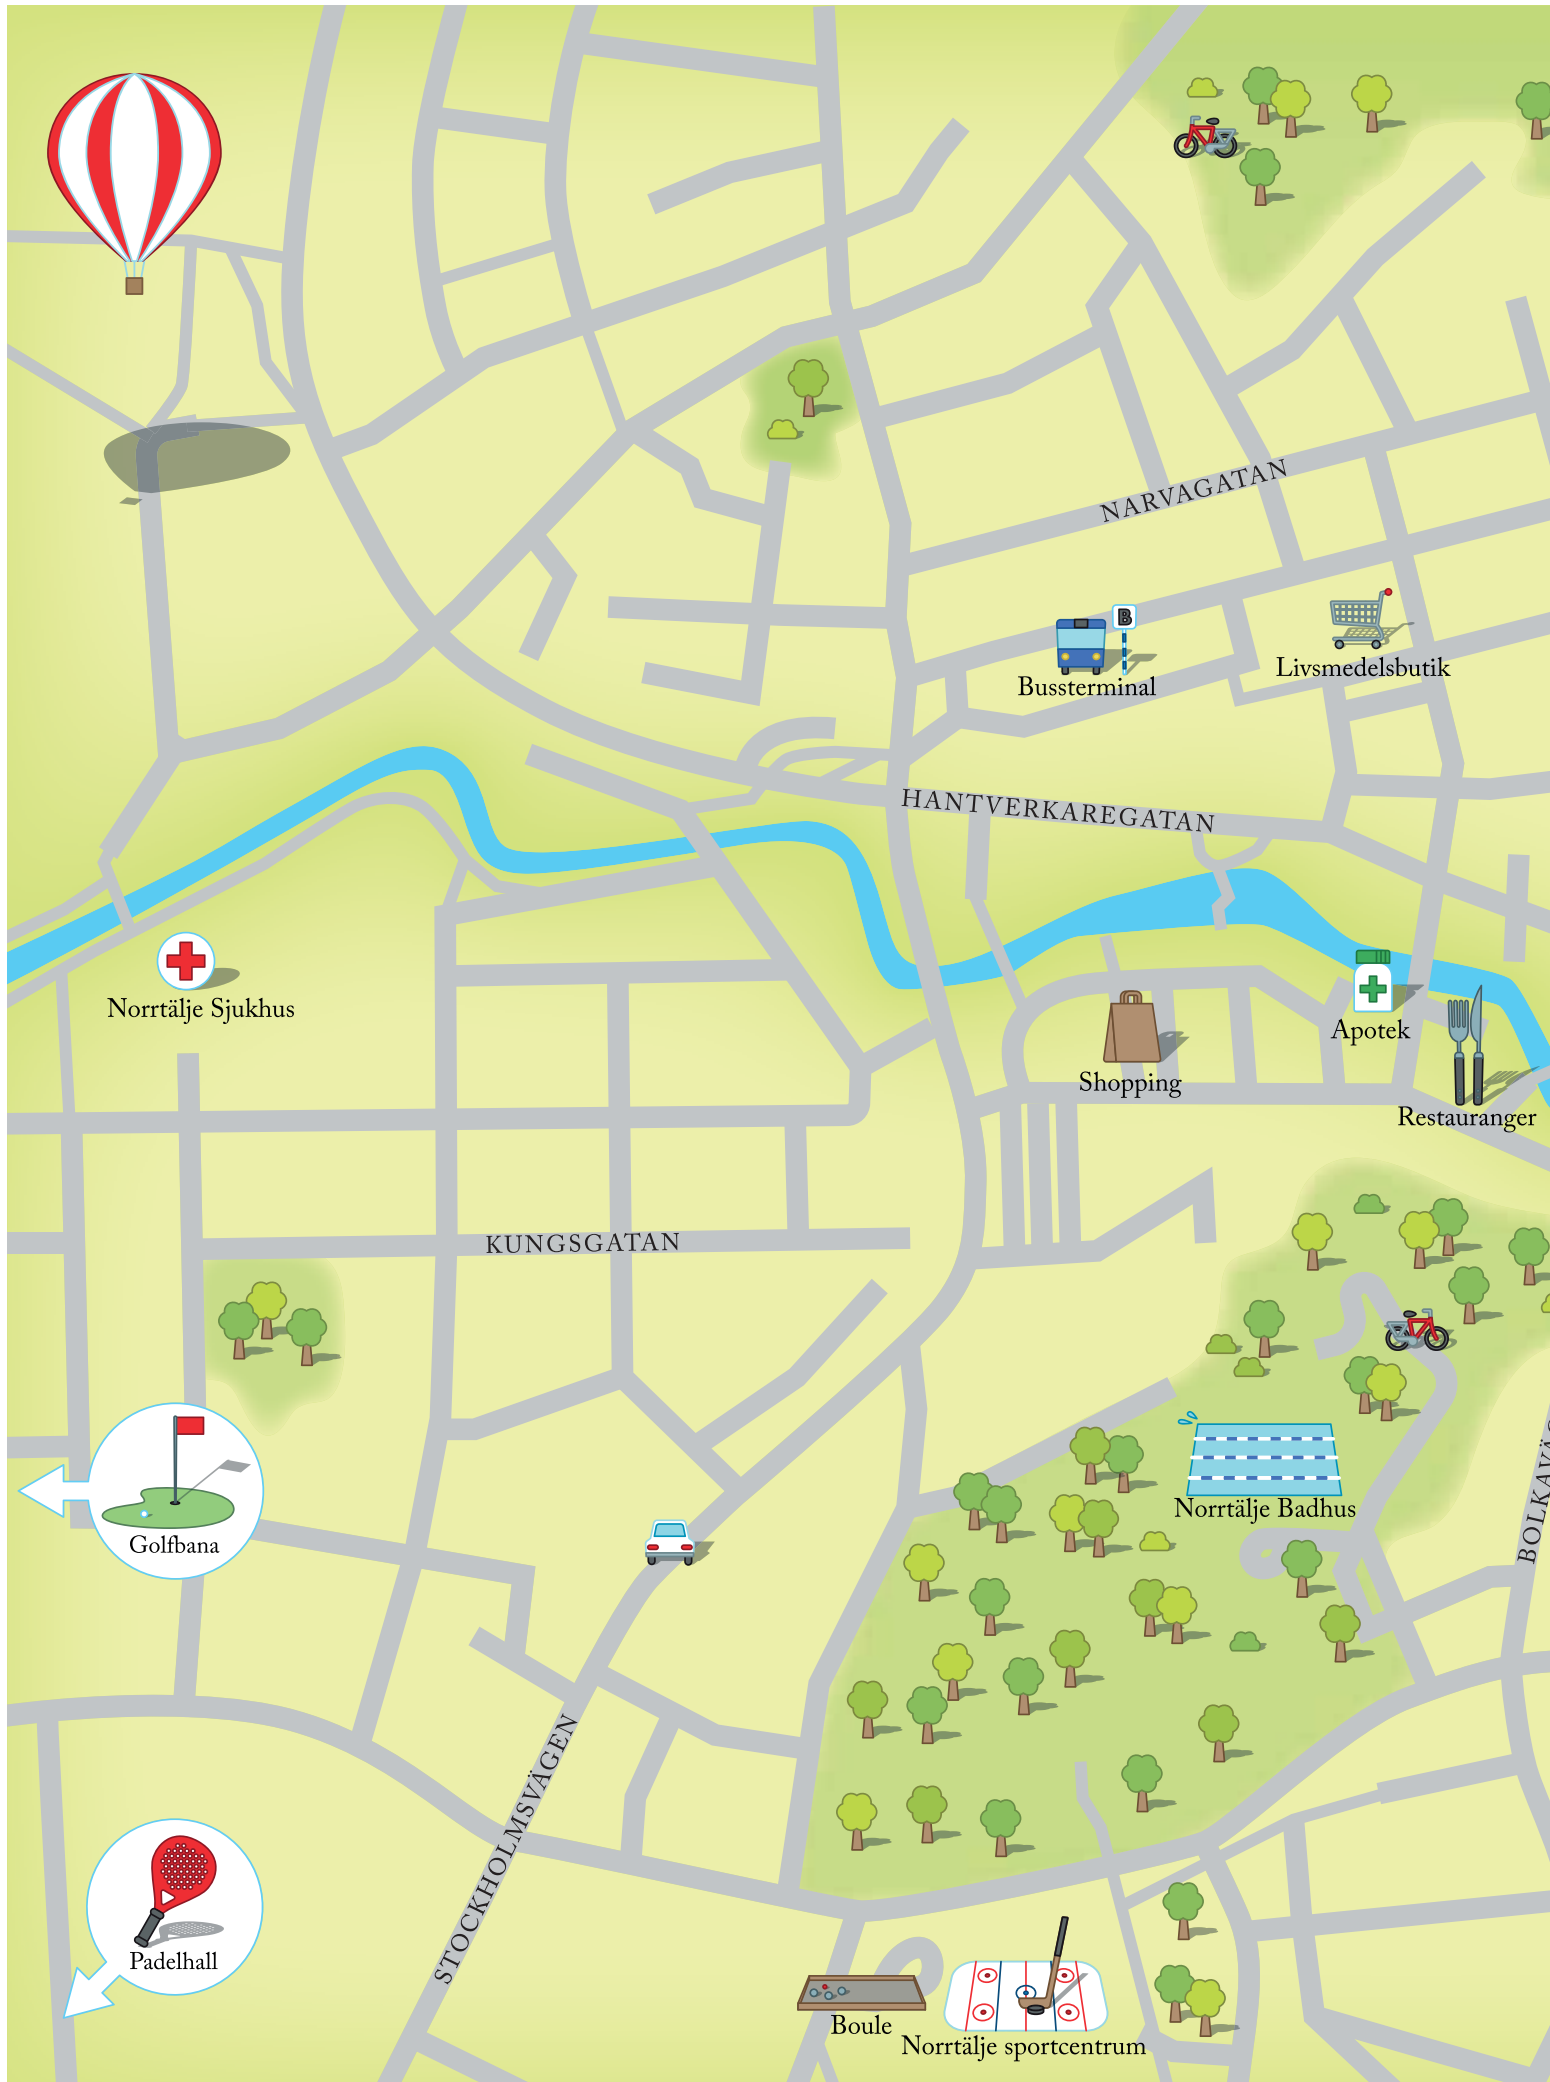 NARVAGATAN
B
Livsmedelsbutik
Bussterminal
HANTVERKAREGATAN
Norrtälje Sjukhus
Apotek
Shopping
Restauranger
KUNGSGATAN
Norrtälje Badhus
Golfbana
STOCKHOLMSVÄGEN
Padelhall
Boule
Norrtälje sportcentrum